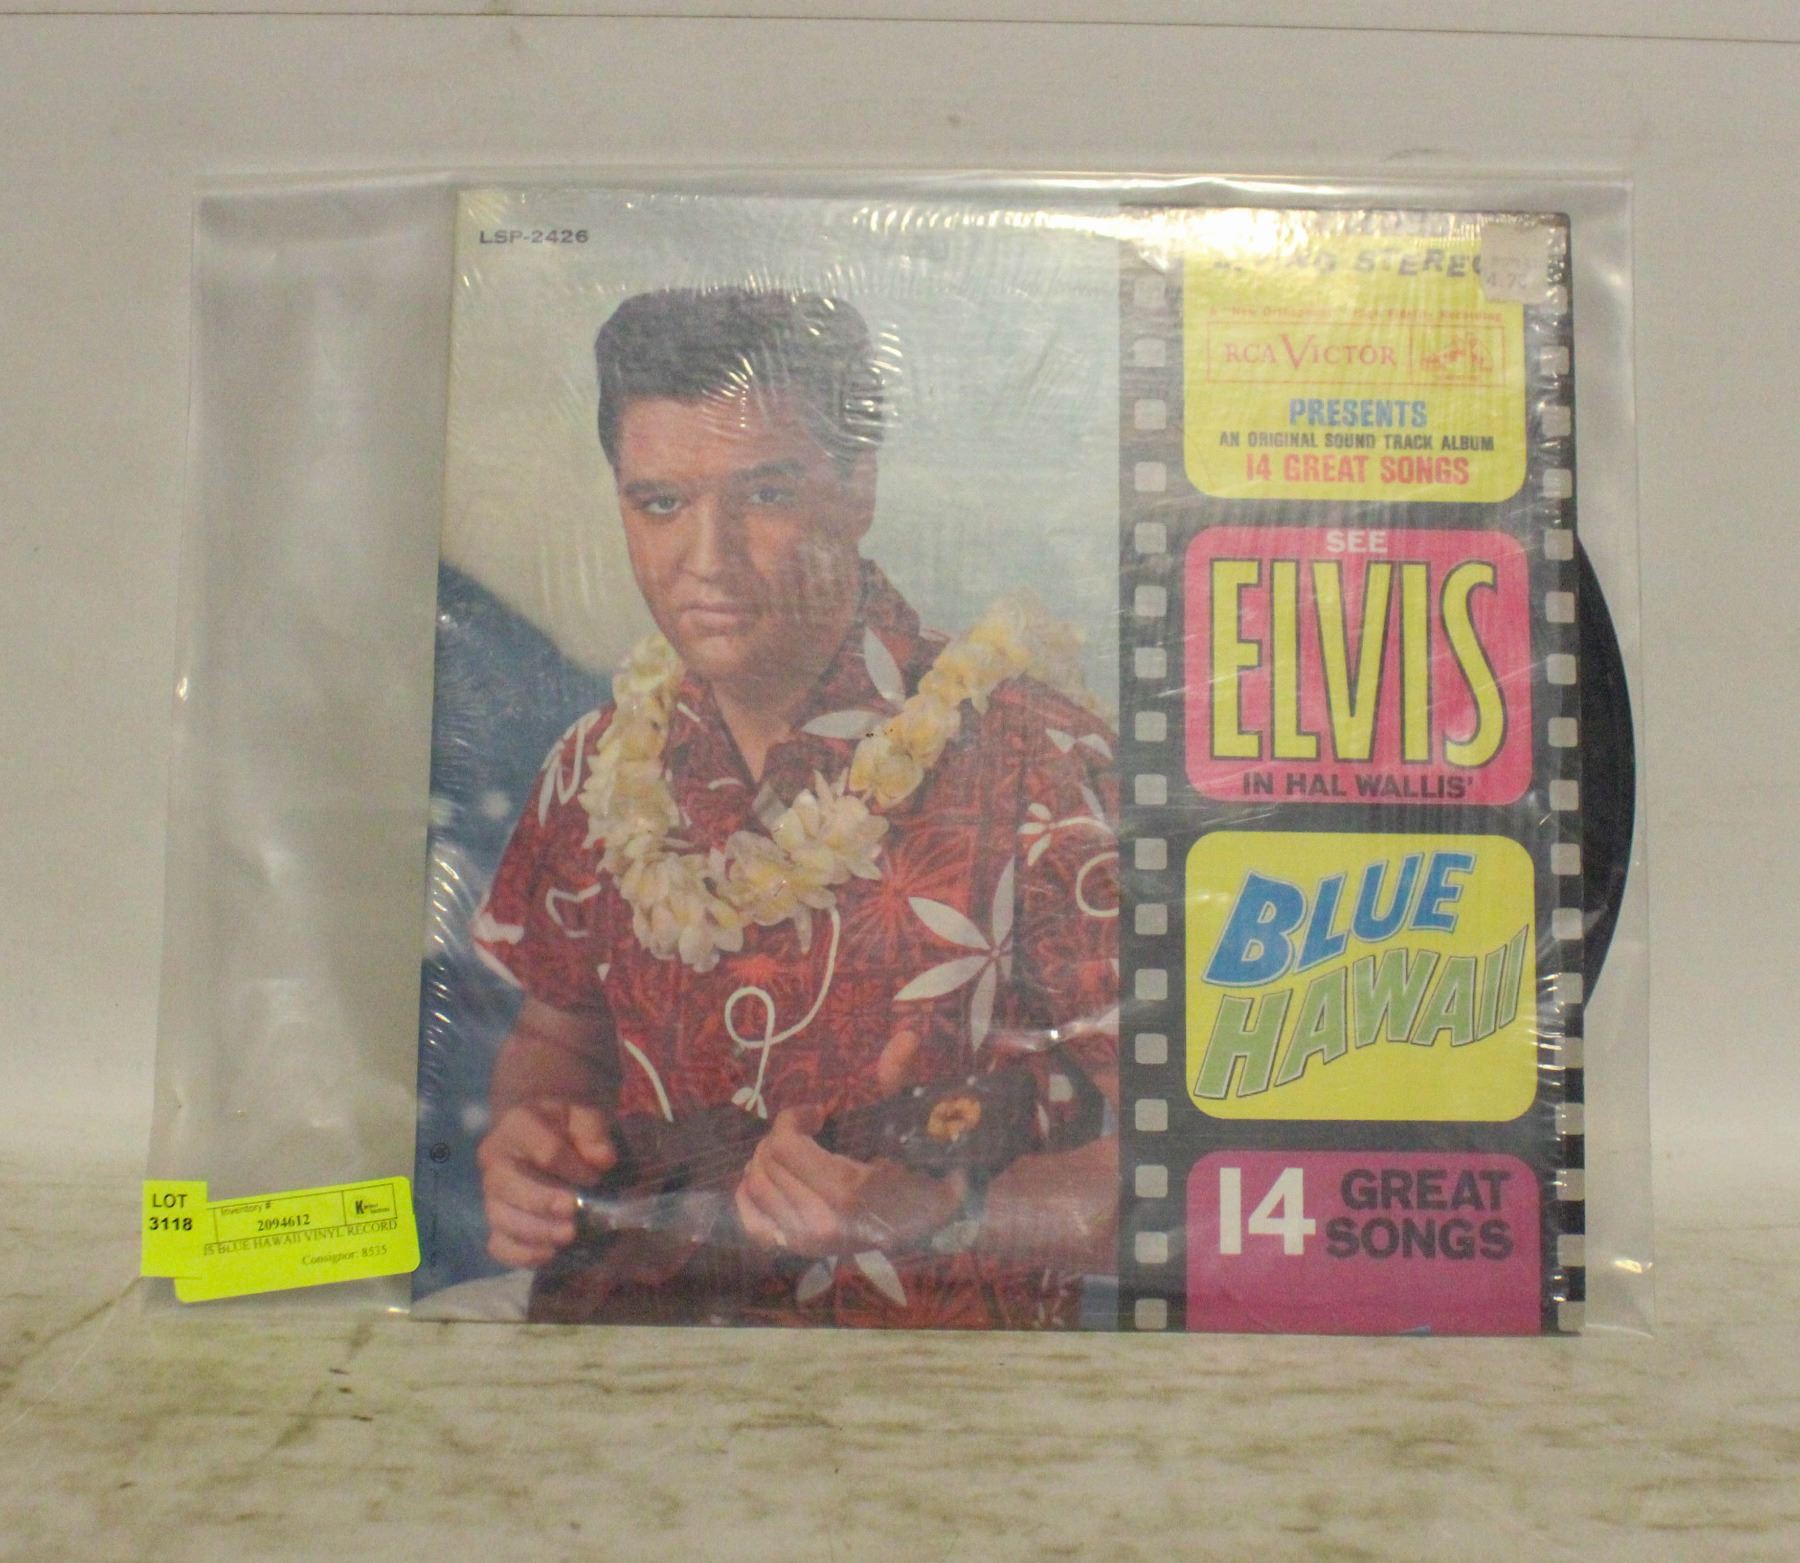 LSP-2426
STEREO
RCA VICTOR
PRESENTS
AN ORIGINAL SOUND TRACK ALBUM
14 GREAT SONGS
SEE
ELVIS
IN HAL WALLIS'
BLUE
HAWAII
14 GREAT
SONGS
LOT
3118
Inventory #
2094612
IS BLUE HAWAII VINYL RECORD
Consignor: 8535